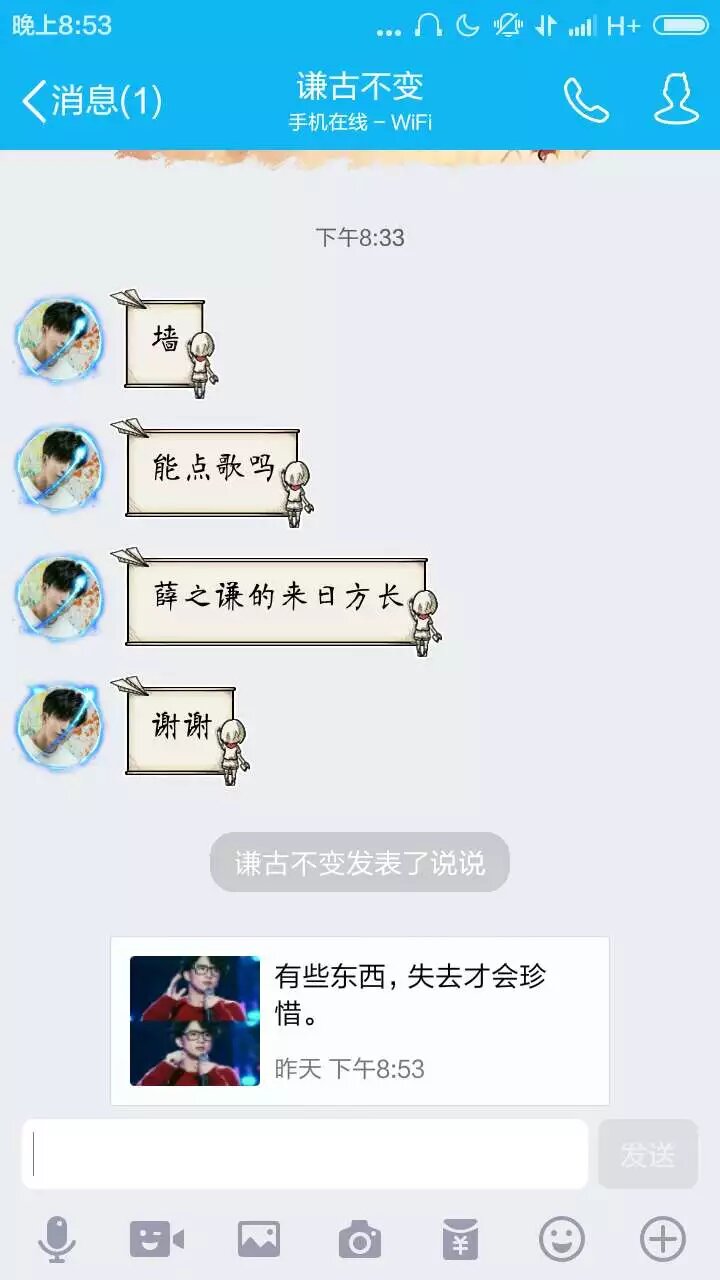 晚上8:53
H+
消息(1)
谦古不变
手机在线 - WiFi
下午8:33
墙
能点歌吗
薛之谦的来日方长
谢谢
谦古不变发表了说说
有些东西，失去才会珍
惜。
昨天 下午8:53
发送